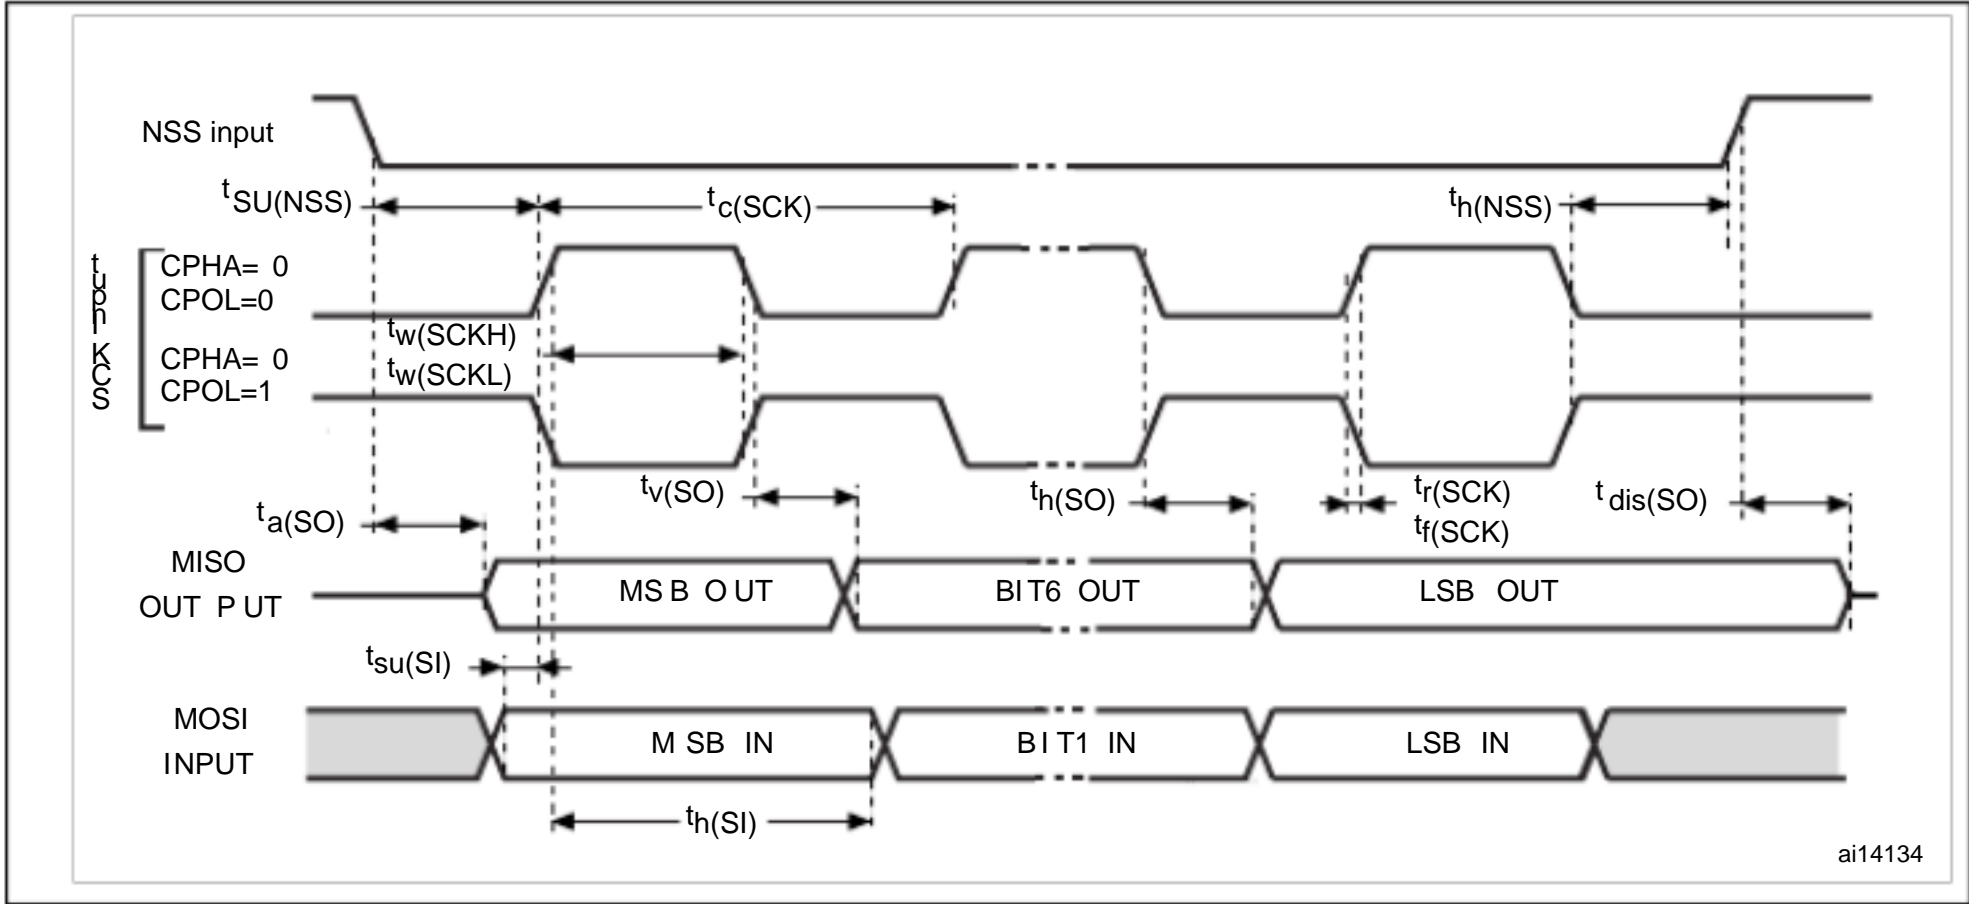 NSS input
tSU(NSS)
tc(SCK)
th(NSS)
SCK input
CPHA= 0
CPOL=0
tw(SCKH)
CPHA= 0
tw(SCKL)
CPOL=1
tv(SO)
th(SO)
tr(SCK)
tdis(SO)
ta(SO)
tf(SCK)
MISO
OUT P UT
MS B O UT
BI T6 OUT
LSB OUT
tsu(SI)
MOSI
INPUT
M SB IN
B I T1 IN
LSB IN
th(SI)
ai14134